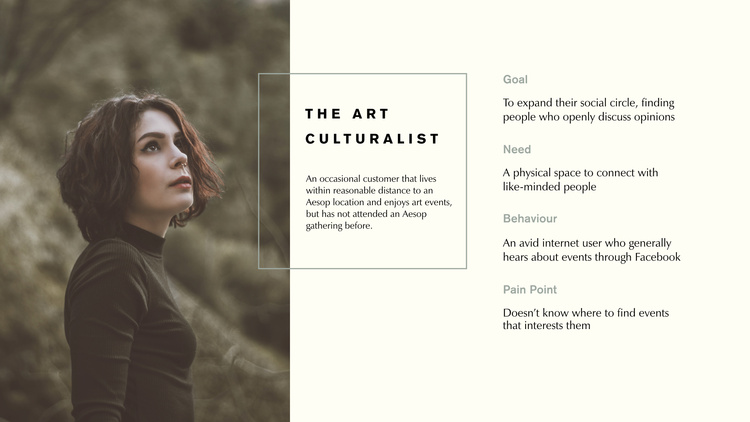 THE ART
CULTURALIST
An occasional customer that lives
within reasonable distance to an
Aesop location and enjoys art events,
but has not attended an Aesop
gathering before.
Goal
To expand their social circle, finding
people who openly discuss opinions
Need
A physical space to connect with
like-minded people
Behaviour
An avid internet user who generally
hears about events through Facebook
Pain Point
Doesn’t know where to find events
that interests them